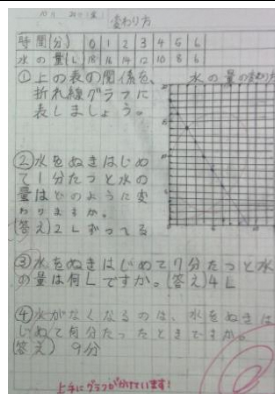 変わり方
時間(分) 0 1 2 3 4 5 6
水の量(L) 18 16 14 12 10 8 6
①上の表の関係を、
折れ線グラフに
表しましょう。
水の量の変わり方
②水をぬきはじめ
て1分たつと水の
量はどのように変
わりますか。
(答え)2Lずつへる
③水をぬきはじめて7分たつと水
の量は何Lですか。(答え)4L
④水がなくなるのは、水をぬきは
じめて何分たったときですか。
(答え) 9分
上手にグラフがかけています!